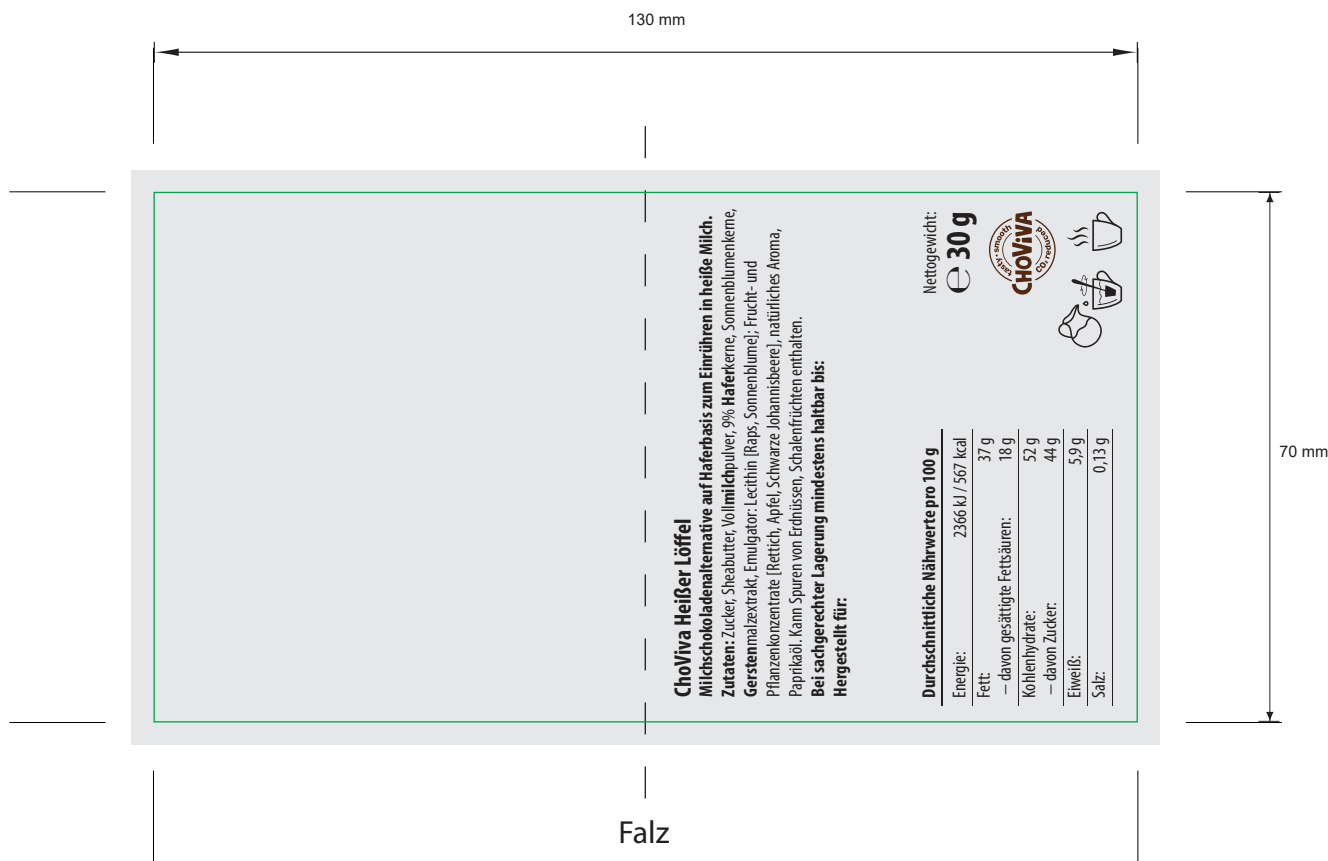 130 mm
ChoViva Heißer Löffel
Milchschokoladenalternative auf Haferbasis zum Einrühren in heiße Milch.
Zutaten: Zucker, Sheabutter, Vollmilchpulver, 9% Haferkerne, Sonnenblumenkerne,
Gerstenmalzextrakt, Emulgator: Lecithin [Raps, Sonnenblume]; Frucht- und
Pflanzenkonzentrate [Rettich, Apfel, Schwarze Johannisbeere], natürliches Aroma,
Paprikaöl. Kann Spuren von Erdnüssen, Schalenfrüchten enthalten.
Bei sachgerechter Lagerung mindestens haltbar bis:
Hergestellt für:
Durchschnittliche Nährwerte pro 100 g
Energie: 2366 kJ / 567 kcal
Fett: 37 g
– davon gesättigte Fettsäuren: 18 g
Kohlenhydrate: 52 g
– davon Zucker: 44 g
Eiweiß: 5,9 g
Salz: 0,13 g
Nettogewicht:
℮ 30 g
tasty • smooth
CHOViVA
CO₂ reduced
70 mm
Falz